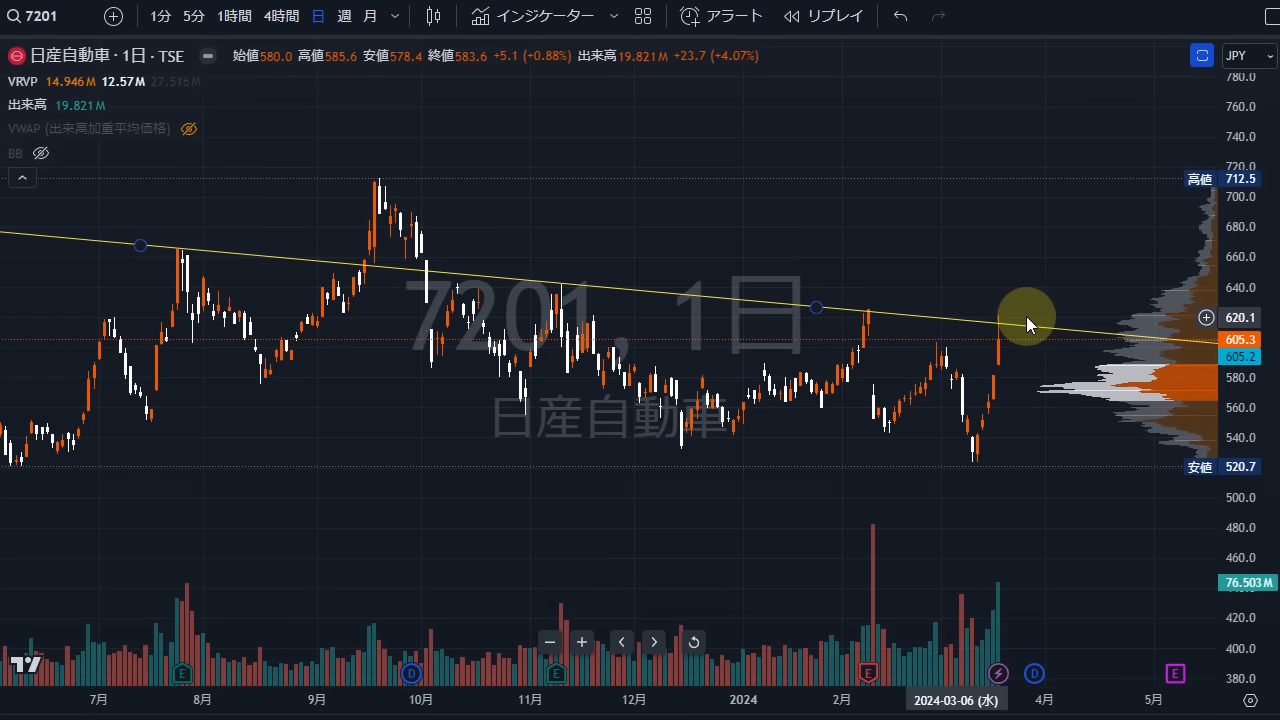 7201 1分 5分 1時間 4時間 日 週 月 インジケーター アラート リプレイ
日産自動車 · 1日 · TSE 始値580.0 高値585.6 安値578.4 終値583.6 +5.1 (+0.88%) 出来高19.821M +23.7 (+4.07%) JPY
VRVP 14.946M 12.57M 27.516M
出来高 19.821M
VWAP (出来高加重平均価格)
BB
7201, 1日
日産自動車
780.0
760.0
740.0
720.0
高値 712.5
700.0
680.0
660.0
640.0
620.1
605.3
605.2
580.0
560.0
540.0
安値 520.7
500.0
480.0
460.0
76.503M
420.0
400.0
380.0
E D E E D E
7月 8月 9月 10月 11月 12月 2024 2月 2024-03-06 (水) 4月 5月